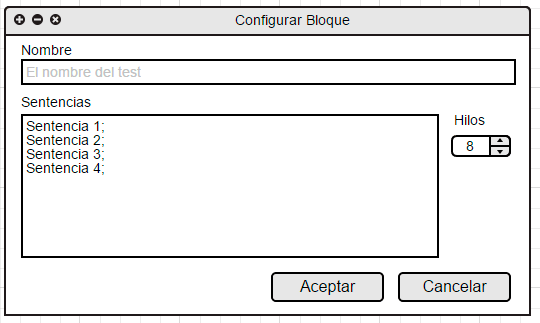 Configurar Bloque
Nombre
El nombre del test
Sentencias
Sentencia 1;
Sentencia 2;
Sentencia 3;
Sentencia 4;
Hilos
8
Aceptar
Cancelar